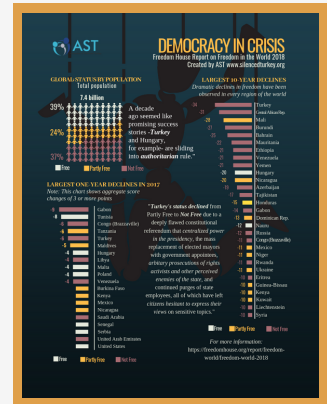 AST
DEMOCRACY IN CRISIS
Freedom House Report on Freedom in the World 2018
Created by AST www.silencedturkey.org
GLOBAL STATUS BY POPULATION
Total population
7.4 billion
39%
24%
37%
Free
Partly Free
Not Free
A decade
ago seemed like
promising success
stories -Turkey
and Hungary,
for example- are sliding
into authoritarian rule."
LARGEST 10-YEAR DECLINES
Dramatic declines in freedom have been
observed in every region of the world
Turkey
Mali
Burundi
Bahrain
Mauritania
Ethiopia
Venezuela
Yemen
Hungary
Nicaragua
Azerbaijan
Tajikistan
Honduras
Gabon
Dominican Rep.
Nauru
Russia
Congo (Brazzaville)
Mexico
Niger
Rwanda
Ukraine
Eritrea
Guinea-Bissau
Kenya
Kuwait
Liechtenstein
Syria
Free
Partly Free
Not Free
LARGEST ONE YEAR DECLINES IN 2017
Note: This chart shows aggregate score
changes of 3 or more points
Gabon
Tunisia
Congo (Brazzaville)
Tanzania
Turkey
Maldives
Hungary
Libya
Malta
Poland
Venezuela
Burkina Faso
Kenya
Mexico
Nicaragua
Saudi Arabia
Senegal
Serbia
United Arab Emirates
United States
Free
Partly Free
Not Free
"Turkey's status declined from
Partly Free to Not Free due to a
deeply flawed constitutional
referendum that centralized power
in the presidency, the mass
replacement of elected mayors
with government appointees,
arbitrary prosecutions of rights
activists and other perceived
enemies of the state, and
continued purges of state
employees, all of which have left
citizens hesitant to express their
views on sensitive topics."
For more information:
https://freedomhouse.org/report/freedom-
world/freedom-world-2018